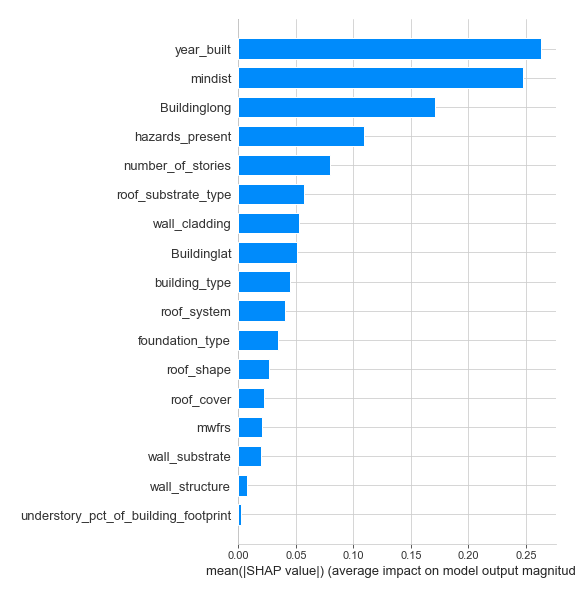 year_built
mindist
Buildinglong
hazards_present
number_of_stories
roof_substrate_type
wall_cladding
Buildinglat
building_type
roof_system
foundation_type
roof_shape
roof_cover
mwfrs
wall_substrate
wall_structure
understory_pct_of_building_footprint
0.00 0.05 0.10 0.15 0.20 0.25
mean(|SHAP value|) (average impact on model output magnitud